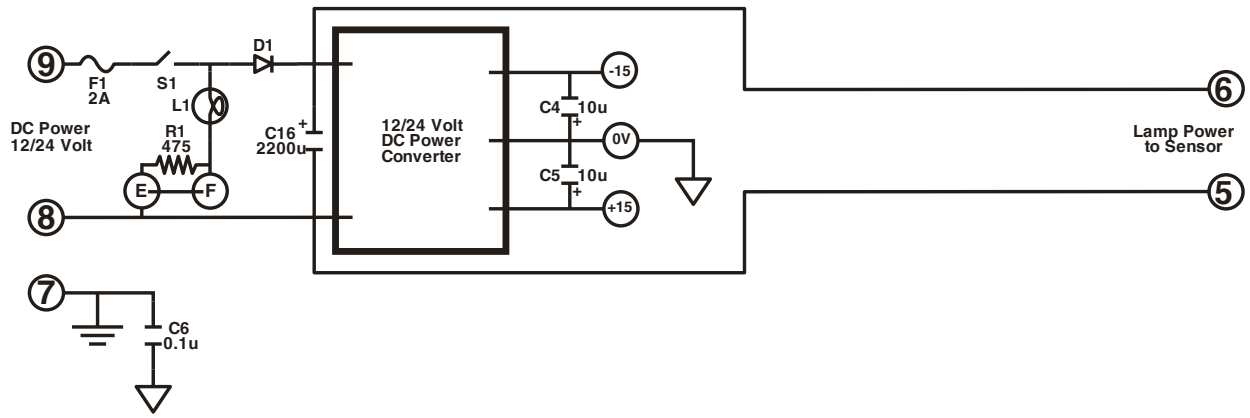 9
F1
2A
S1
D1
L1
DC Power
12/24 Volt
R1
475
E
F
8
C16
2200u
+
12/24 Volt
DC Power
Converter
-15
C4
10u
+
0V
C5
10u
+
+15
6
Lamp Power
to Sensor
5
7
C6
0.1u